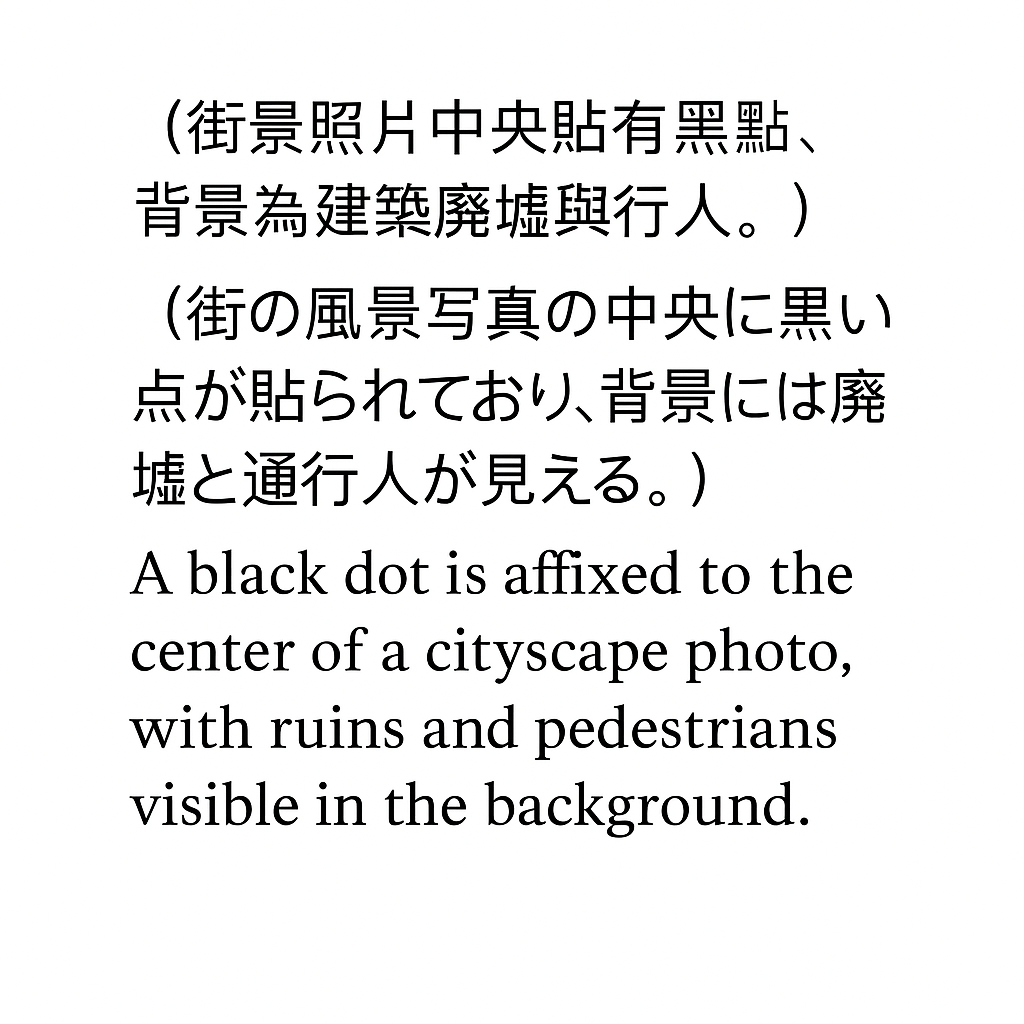 （街景照片中央貼有黑點、
背景為建築廃墟與行人。）
（街の風景写真の中央に黒い
点が貼られており、背景には廃
墟と通行人が見える。）
A black dot is affixed to the
center of a cityscape photo,
with ruins and pedestrians
visible in the background.